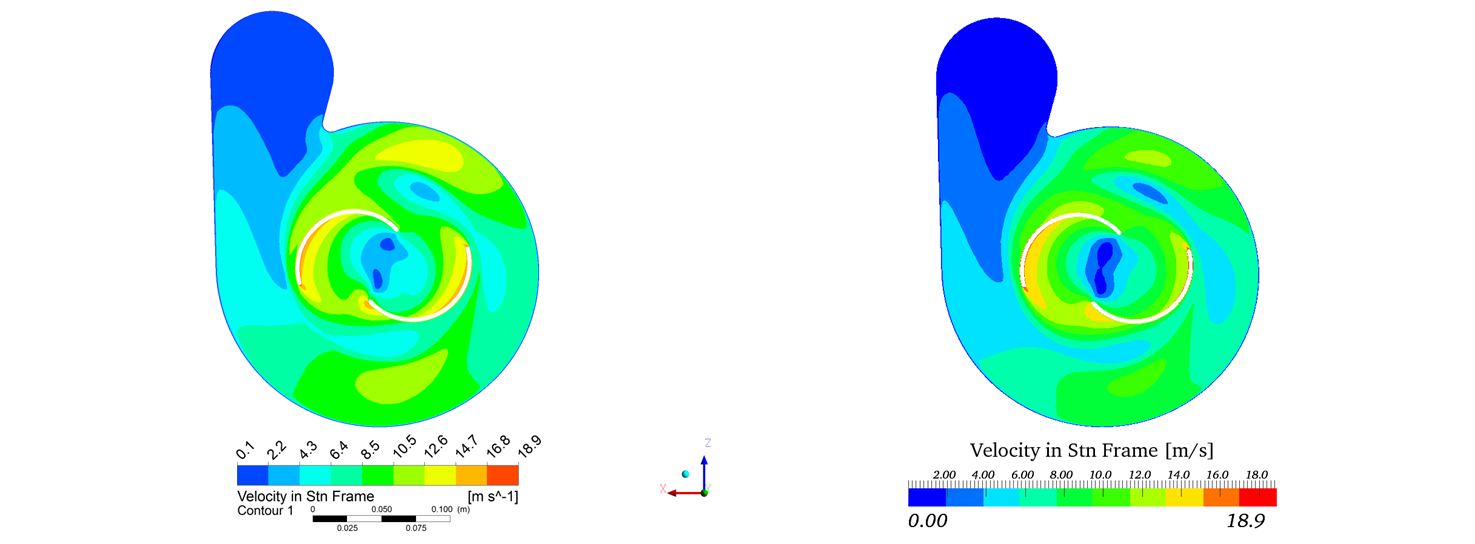 0.1 2.2 4.3 6.4 8.5 10.5 12.6 14.7 16.8 18.9
Velocity in Stn Frame [m s^-1]
Contour 1
0 0.050 0.100 (m)
0.025 0.075
Z
X
Y
Velocity in Stn Frame [m/s]
2.00 4.00 6.00 8.00 10.0 12.0 14.0 16.0 18.0
0.00 18.9